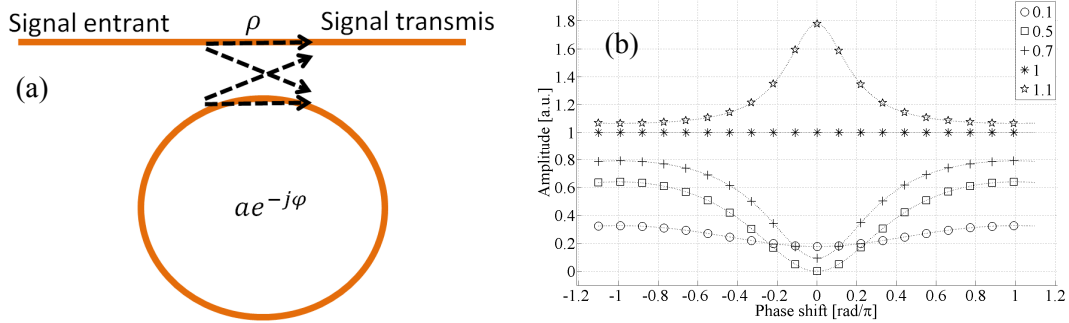 Signal entrant ρ Signal transmis
(a)
ae^{-jφ}
(b)
0.1
0.5
0.7
1
1.1
Amplitude [a.u.]
1.8
1.6
1.4
1.2
1
0.8
0.6
0.4
0.2
0
-1.2 -1 -0.8 -0.6 -0.4 -0.2 0 0.2 0.4 0.6 0.8 1 1.2
Phase shift [rad/π]